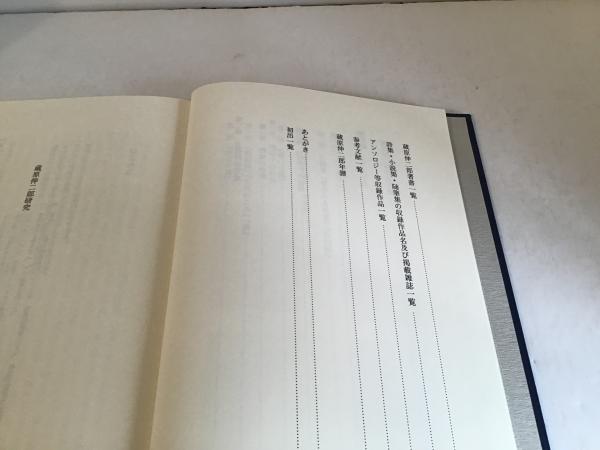 蔵原伸二郎著書一覧
詩集・小説集・随筆集の収録作品名及び掲載雑誌一覧
アンソロジー等収録作品一覧
参考文献一覧
蔵原伸二郎年譜
あとがき
初出一覧
蔵原伸二郎研究